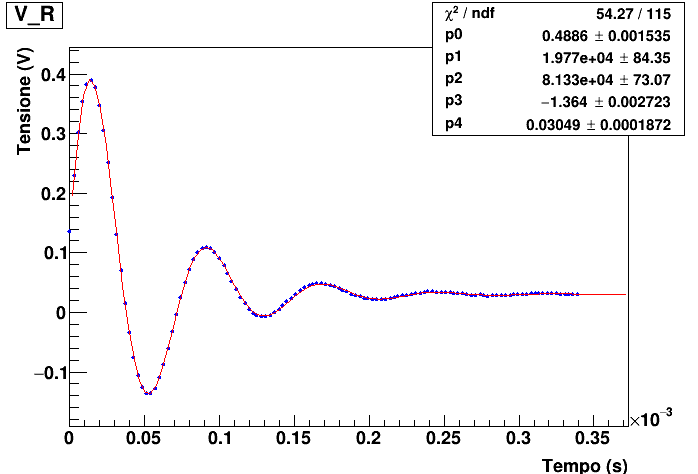 V_R
χ² / ndf 54.27 / 115
p0 0.4886 ± 0.001535
p1 1.977e+04 ± 84.35
p2 8.133e+04 ± 73.07
p3 −1.364 ± 0.002723
p4 0.03049 ± 0.0001872
Tensione (V)
0.4
0.3
0.2
0.1
0
−0.1
0 0.05 0.1 0.15 0.2 0.25 0.3 0.35
×10⁻³
Tempo (s)